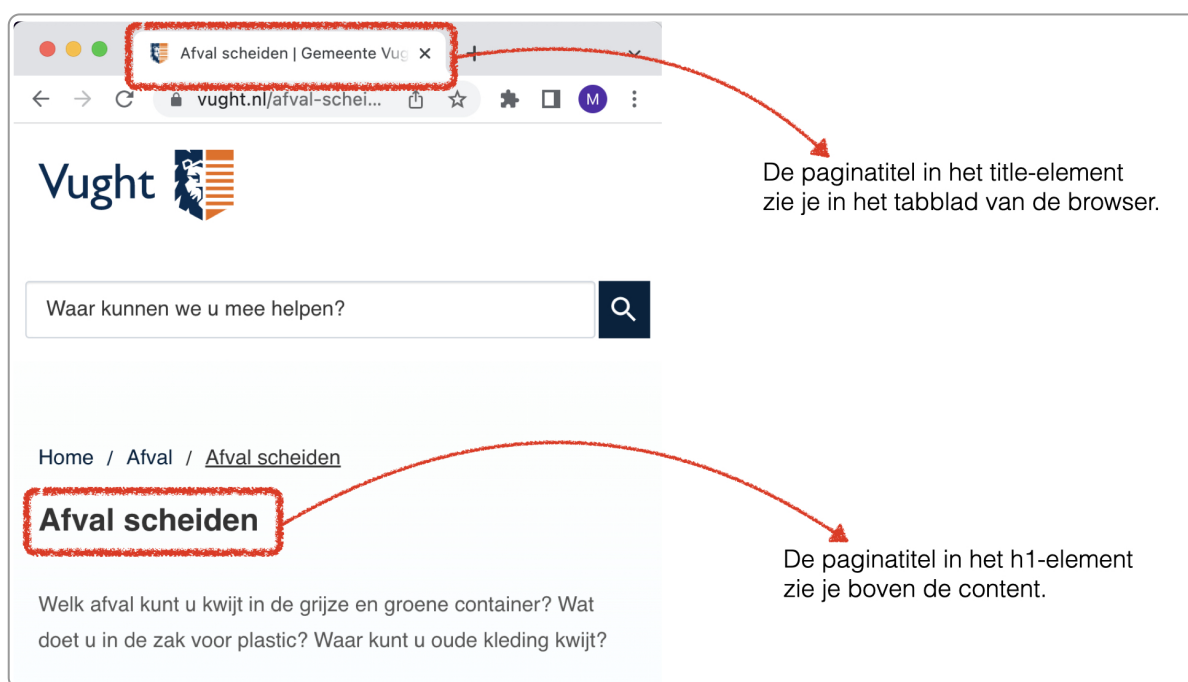 Afval scheiden | Gemeente Vug
vught.nl/afval-schei...
M
Vught
De paginatitel in het title-element
zie je in het tabblad van de browser.
Waar kunnen we u mee helpen?
Home / Afval / Afval scheiden
Afval scheiden
De paginatitel in het h1-element
zie je boven de content.
Welk afval kunt u kwijt in de grijze en groene container? Wat
doet u in de zak voor plastic? Waar kunt u oude kleding kwijt?